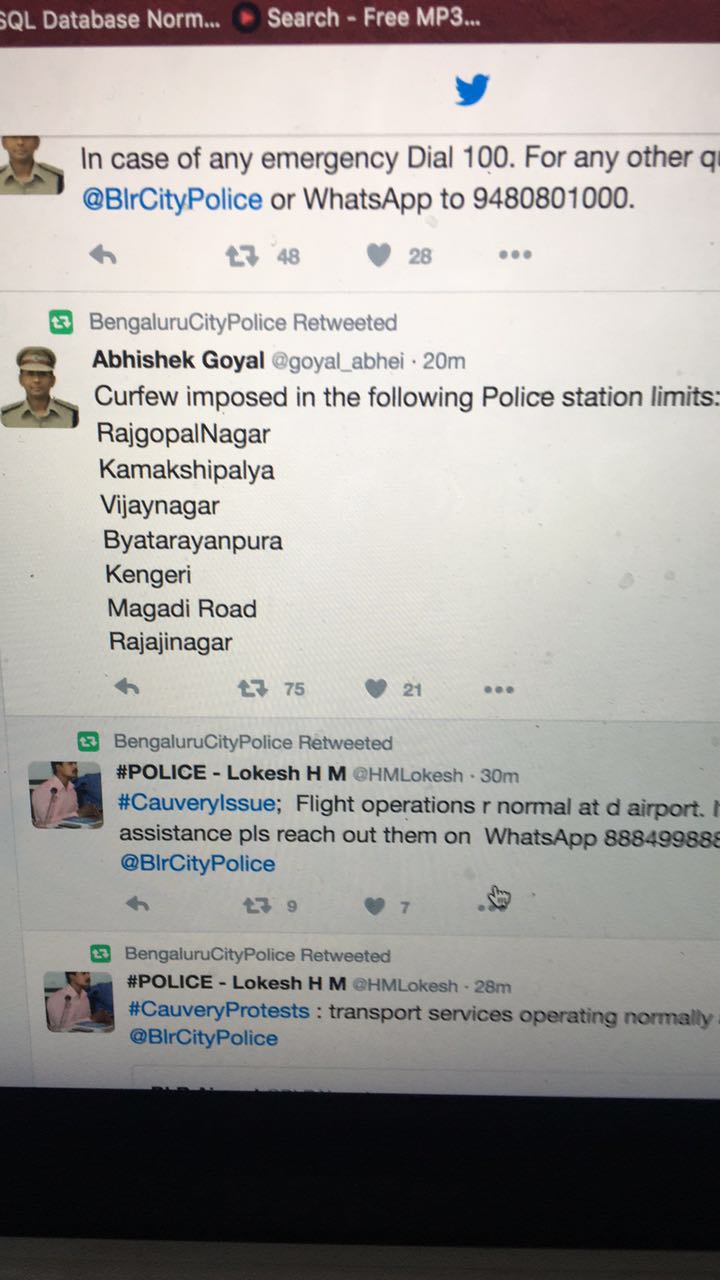 SQL Database Norm... Search - Free MP3...
In case of any emergency Dial 100. For any other
@BlrCityPolice or WhatsApp to 9480801000.
48 28
BengaluruCityPolice Retweeted
Abhishek Goyal @goyal_abhei · 20m
Curfew imposed in the following Police station limits:
RajgopalNagar
Kamakshipalya
Vijaynagar
Byatarayanpura
Kengeri
Magadi Road
Rajajinagar
75 21
BengaluruCityPolice Retweeted
#POLICE - Lokesh H M @HMLokesh · 30m
#CauveryIssue; Flight operations r normal at d airport.
assistance pls reach out them on WhatsApp 888499888
@BlrCityPolice
9 7
BengaluruCityPolice Retweeted
#POLICE - Lokesh H M @HMLokesh · 28m
#CauveryProtests : transport services operating normally
@BlrCityPolice